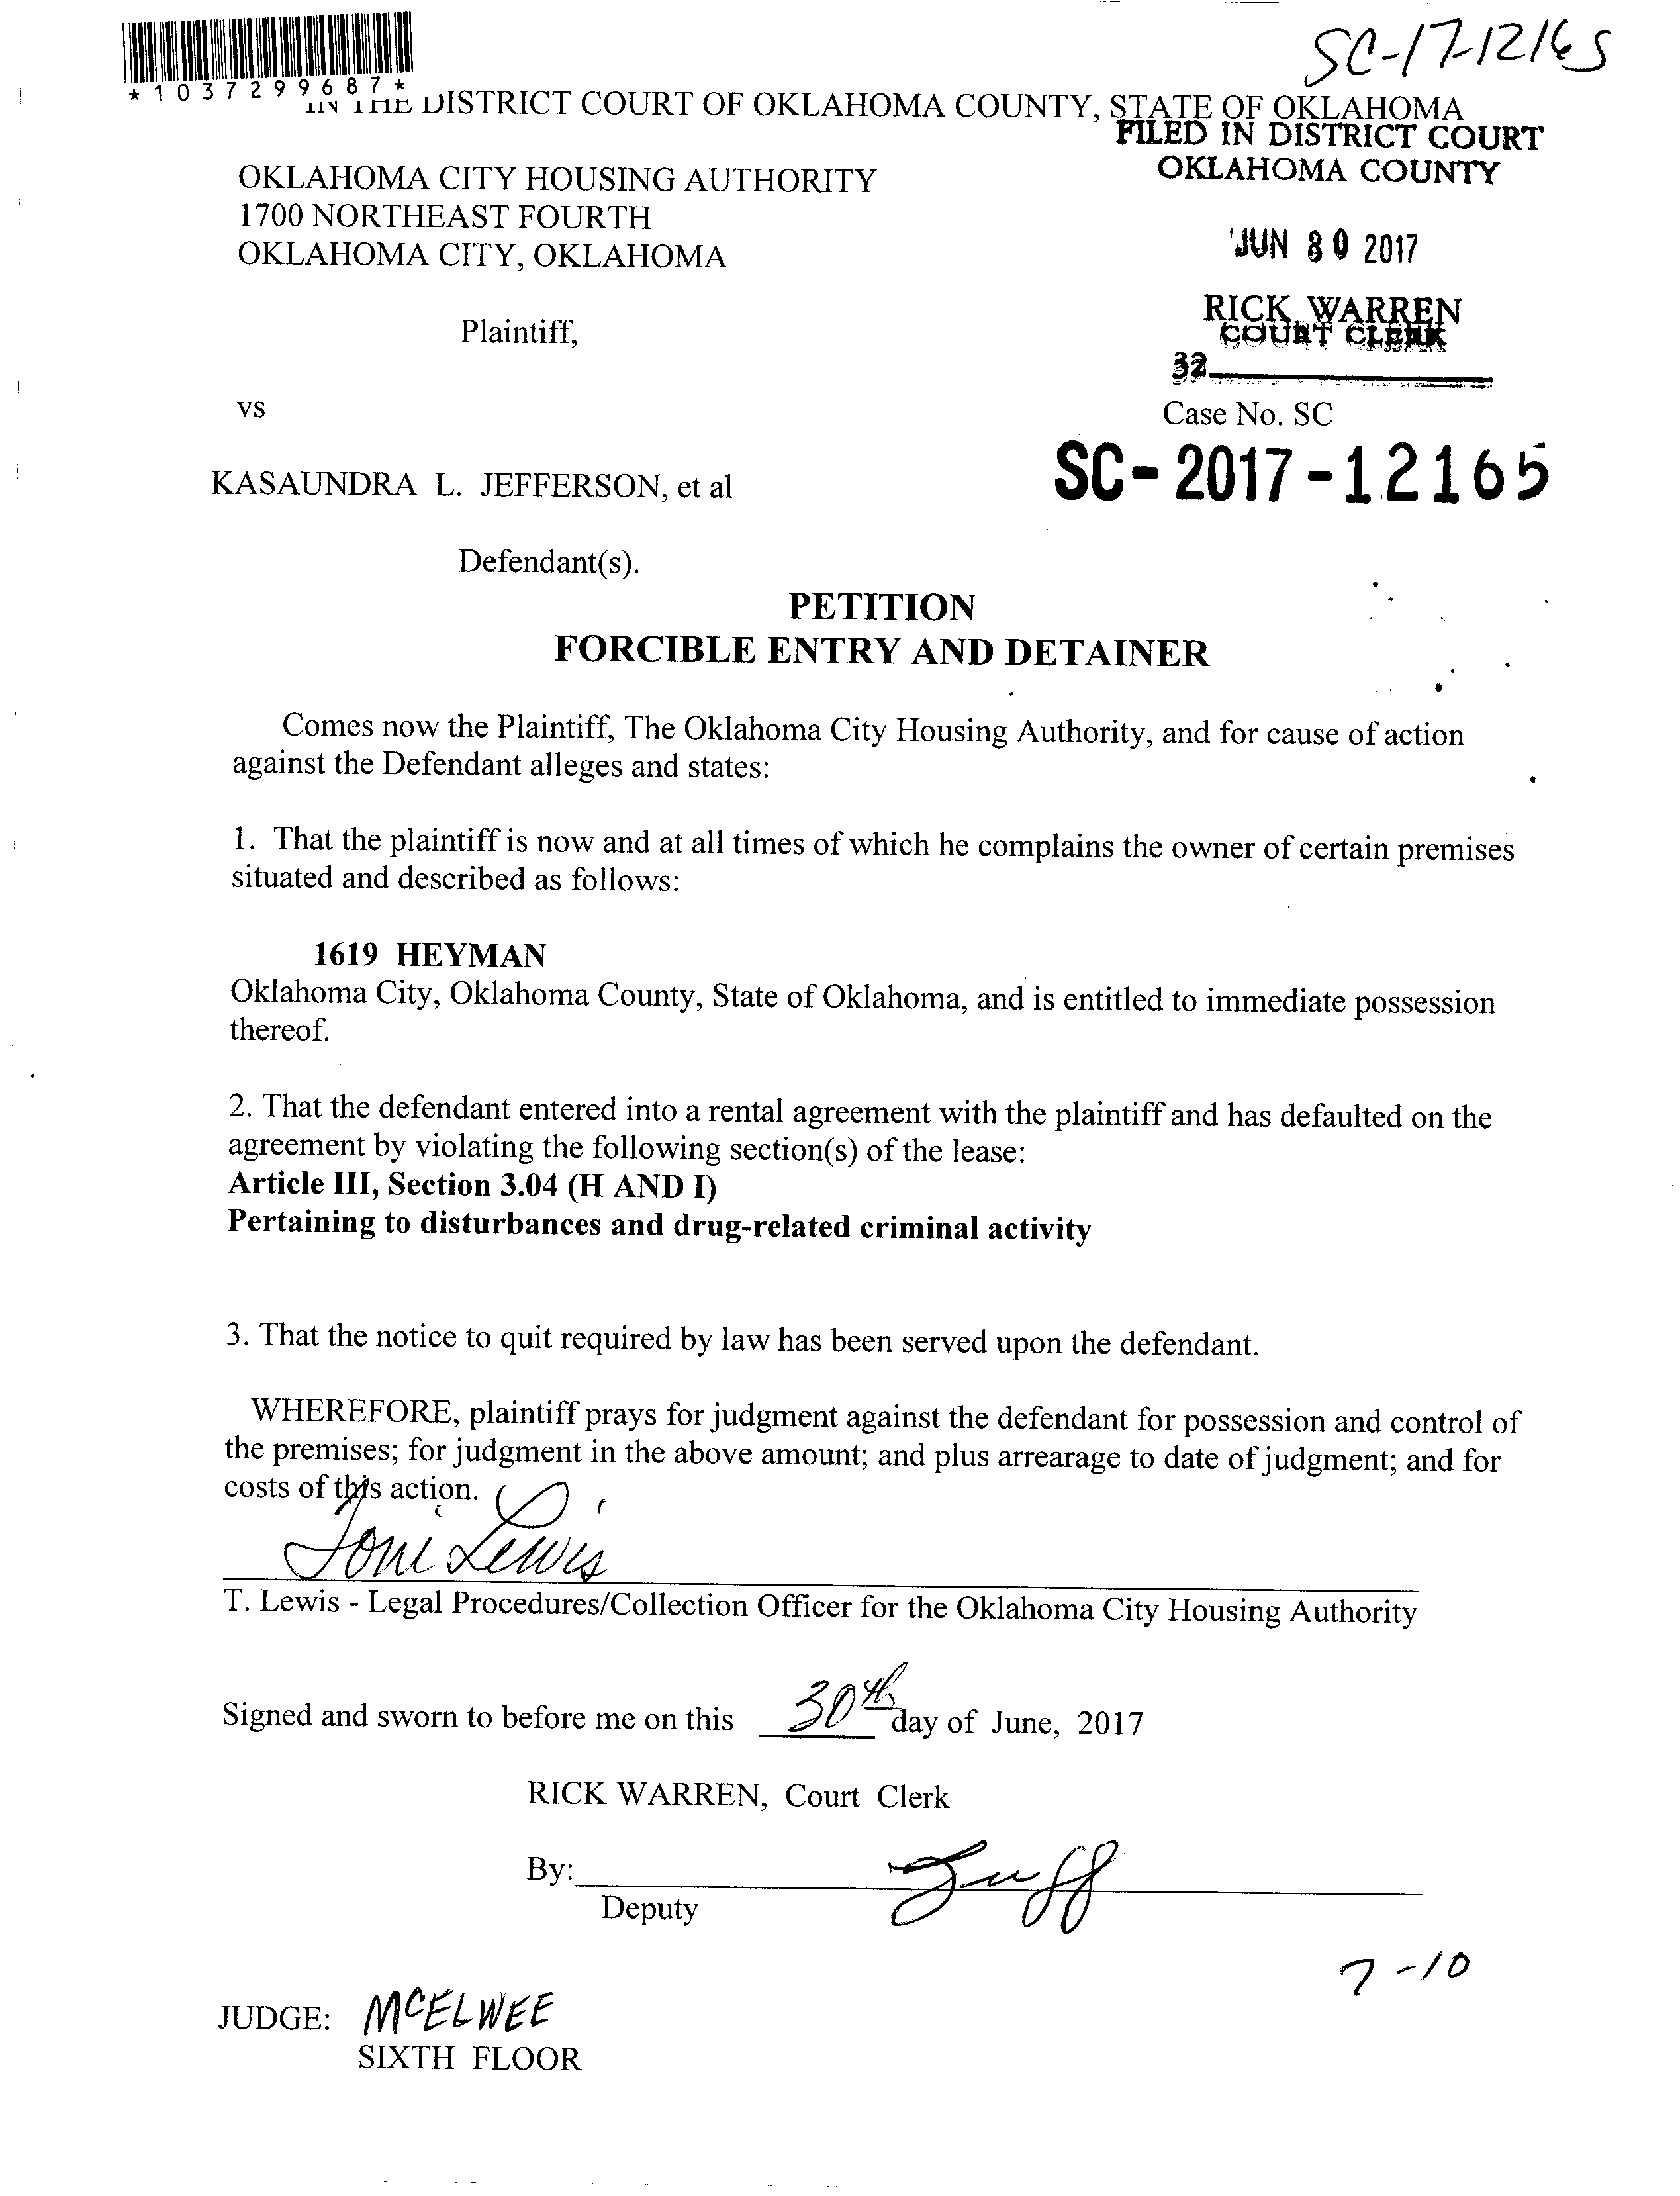 SC-17-12165
*1037299687*
IN THE DISTRICT COURT OF OKLAHOMA COUNTY, STATE OF OKLAHOMA
FILED IN DISTRICT COURT
OKLAHOMA COUNTY
OKLAHOMA CITY HOUSING AUTHORITY
1700 NORTHEAST FOURTH
OKLAHOMA CITY, OKLAHOMA
JUN 30 2017
RICK WARREN
COURT CLERK
32
Plaintiff,
vs
Case No. SC
SC-2017-12165
KASAUNDRA L. JEFFERSON, et al
Defendant(s).
PETITION
FORCIBLE ENTRY AND DETAINER
Comes now the Plaintiff, The Oklahoma City Housing Authority, and for cause of action
against the Defendant alleges and states:
1. That the plaintiff is now and at all times of which he complains the owner of certain premises
situated and described as follows:
1619 HEYMAN
Oklahoma City, Oklahoma County, State of Oklahoma, and is entitled to immediate possession
thereof.
2. That the defendant entered into a rental agreement with the plaintiff and has defaulted on the
agreement by violating the following section(s) of the lease:
Article III, Section 3.04 (H AND I)
Pertaining to disturbances and drug-related criminal activity
3. That the notice to quit required by law has been served upon the defendant.
WHEREFORE, plaintiff prays for judgment against the defendant for possession and control of
the premises; for judgment in the above amount; and plus arrearage to date of judgment; and for
costs of this action.
Toni Lewis
T. Lewis - Legal Procedures/Collection Officer for the Oklahoma City Housing Authority
Signed and sworn to before me on this 30th day of June, 2017
RICK WARREN, Court Clerk
By:
Deputy
7-10
JUDGE: MCELWEE
SIXTH FLOOR